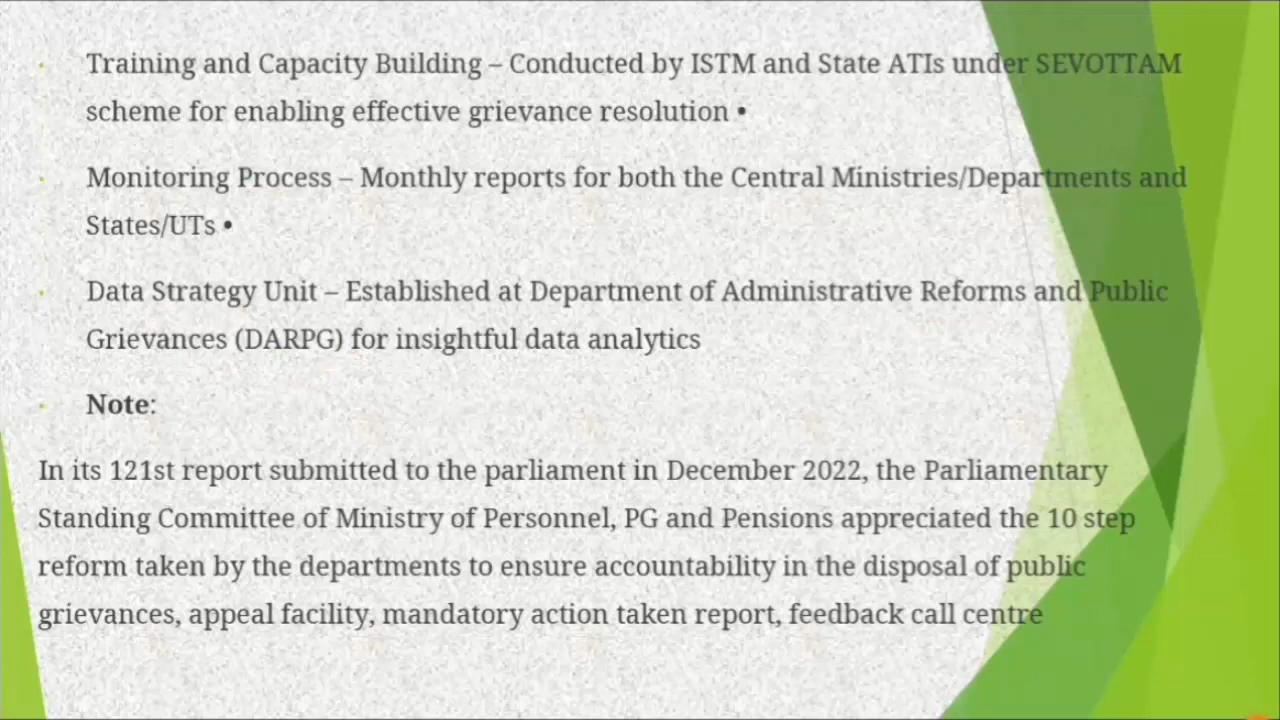 · Training and Capacity Building – Conducted by ISTM and State ATIs under SEVOTTAM
scheme for enabling effective grievance resolution •
· Monitoring Process – Monthly reports for both the Central Ministries/Departments and
States/UTs •
· Data Strategy Unit – Established at Department of Administrative Reforms and Public
Grievances (DARPG) for insightful data analytics
· Note:
In its 121st report submitted to the parliament in December 2022, the Parliamentary
Standing Committee of Ministry of Personnel, PG and Pensions appreciated the 10 step
reform taken by the departments to ensure accountability in the disposal of public
grievances, appeal facility, mandatory action taken report, feedback call centre